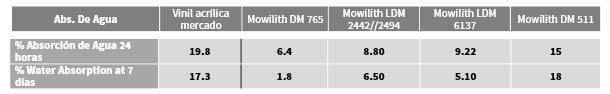 Abs. De Agua Vinil acrílica mercado Mowilith DM 765 Mowilith LDM 2442//2494 Mowilith LDM 6137 Mowilith DM 511
% Absorción de Agua 24 horas 19.8 6.4 8.80 9.22 15
% Water Absorption at 7 días 17.3 1.8 6.50 5.10 18